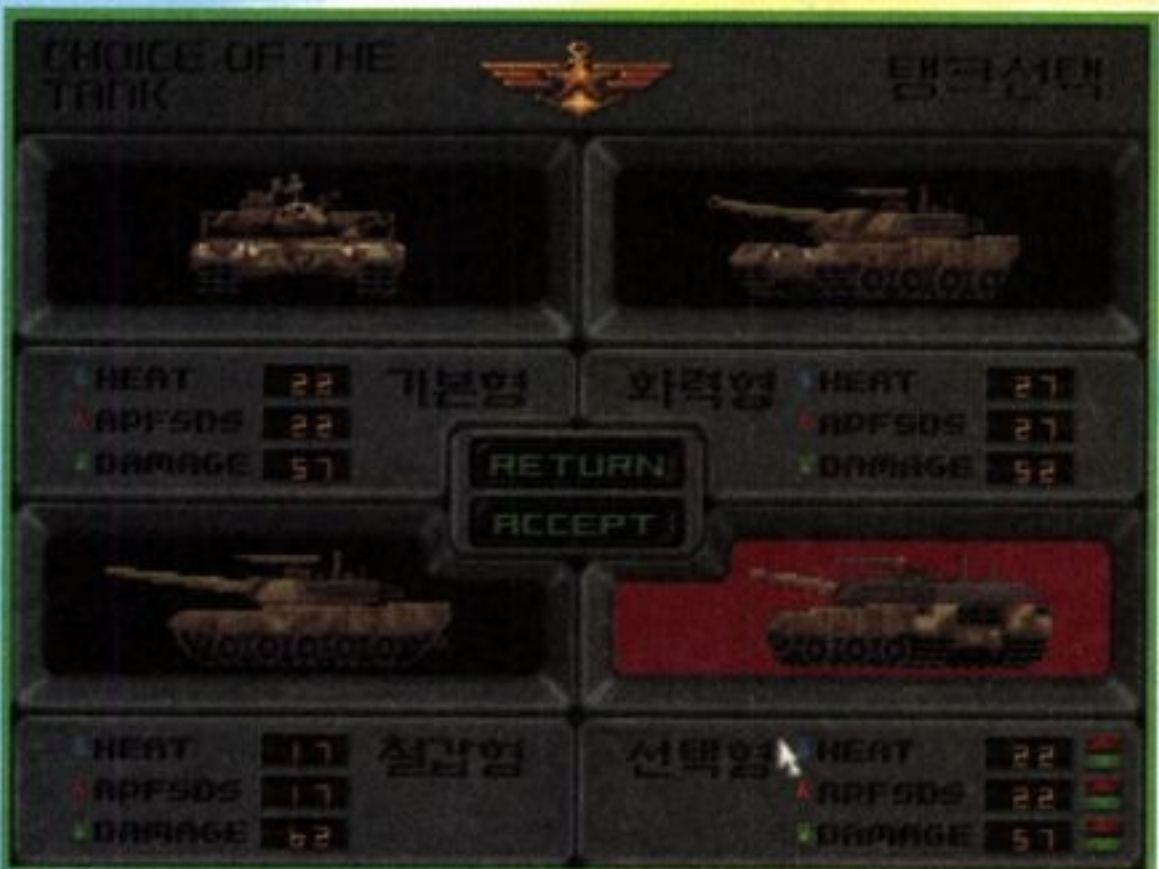 CHOICE OF THE
TANK
탱크선택
HEAT 22
APFSDS 22
DAMAGE 57
기본형
화력형
HEAT 27
APFSDS 27
DAMAGE 52
RETURN
ACCEPT
HEAT 17
APFSDS 17
DAMAGE 62
철갑형
선택형
HEAT 22
APFSDS 22
DAMAGE 57